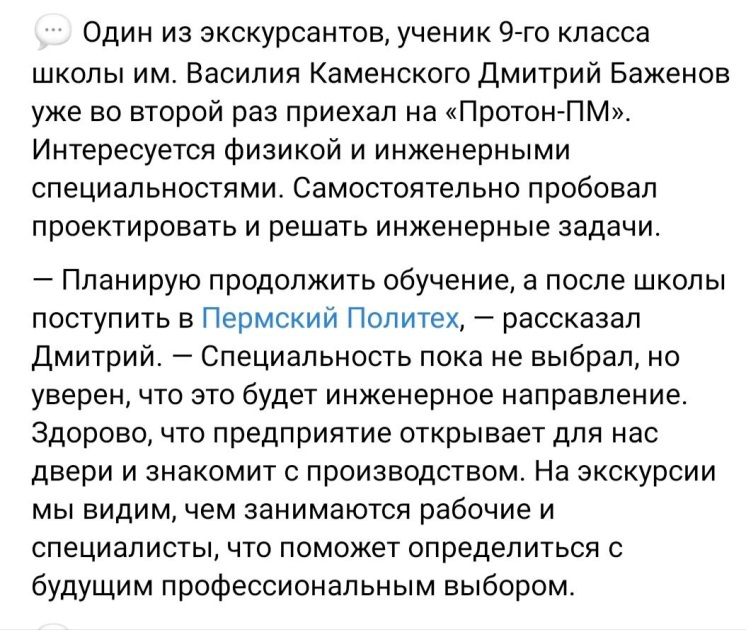 💬 Один из экскурсантов, ученик 9-го класса
школы им. Василия Каменского Дмитрий Баженов
уже во второй раз приехал на «Протон-ПМ».
Интересуется физикой и инженерными
специальностями. Самостоятельно пробовал
проектировать и решать инженерные задачи.
— Планирую продолжить обучение, а после школы
поступить в Пермский Политех, — рассказал
Дмитрий. — Специальность пока не выбрал, но
уверен, что это будет инженерное направление.
Здорово, что предприятие открывает для нас
двери и знакомит с производством. На экскурсии
мы видим, чем занимаются рабочие и
специалисты, что поможет определиться с
будущим профессиональным выбором.